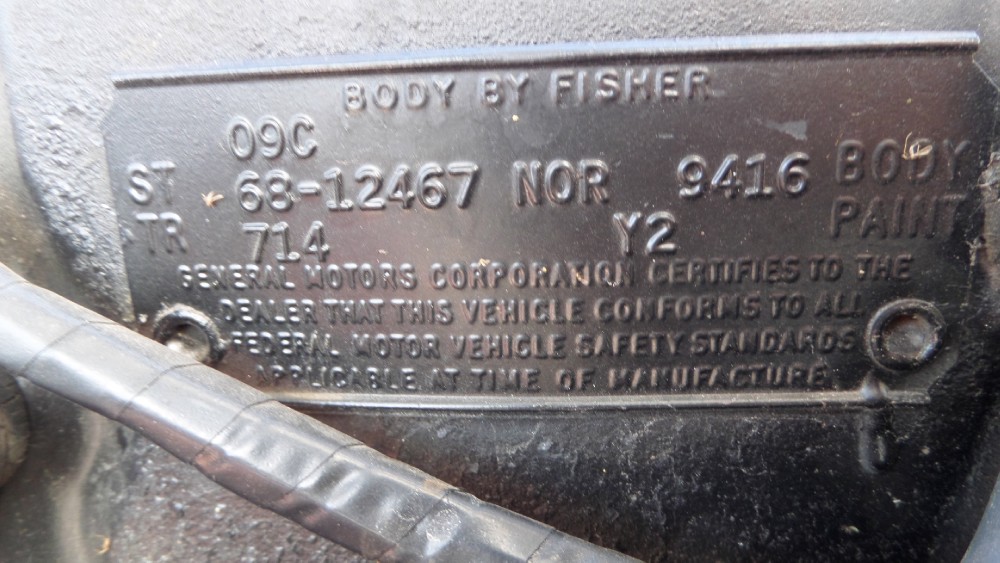 BODY BY FISHER
09C
ST 68-12467 NOR 9416 BODY
TR 714 Y2 PAINT
GENERAL MOTORS CORPORATION CERTIFIES TO THE
DEALER THAT THIS VEHICLE CONFORMS TO ALL
FEDERAL MOTOR VEHICLE SAFETY STANDARDS
APPLICABLE AT TIME OF MANUFACTURE